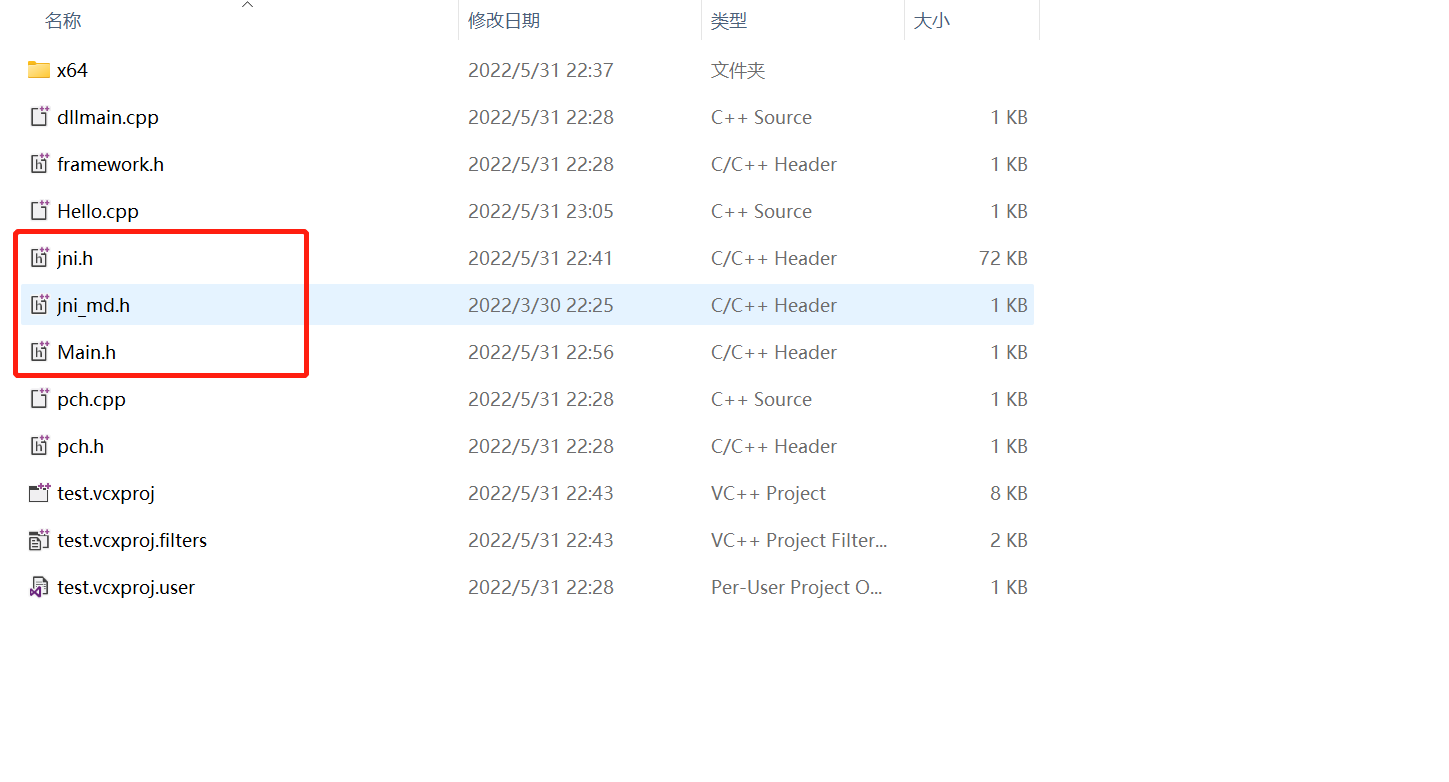 名称 修改日期 类型 大小
x64 2022/5/31 22:37 文件夹
dllmain.cpp 2022/5/31 22:28 C++ Source 1 KB
framework.h 2022/5/31 22:28 C/C++ Header 1 KB
Hello.cpp 2022/5/31 23:05 C++ Source 1 KB
jni.h 2022/5/31 22:41 C/C++ Header 72 KB
jni_md.h 2022/3/30 22:25 C/C++ Header 1 KB
Main.h 2022/5/31 22:56 C/C++ Header 1 KB
pch.cpp 2022/5/31 22:28 C++ Source 1 KB
pch.h 2022/5/31 22:28 C/C++ Header 1 KB
test.vcxproj 2022/5/31 22:43 VC++ Project 8 KB
test.vcxproj.filters 2022/5/31 22:43 VC++ Project Filter... 2 KB
test.vcxproj.user 2022/5/31 22:28 Per-User Project O... 1 KB